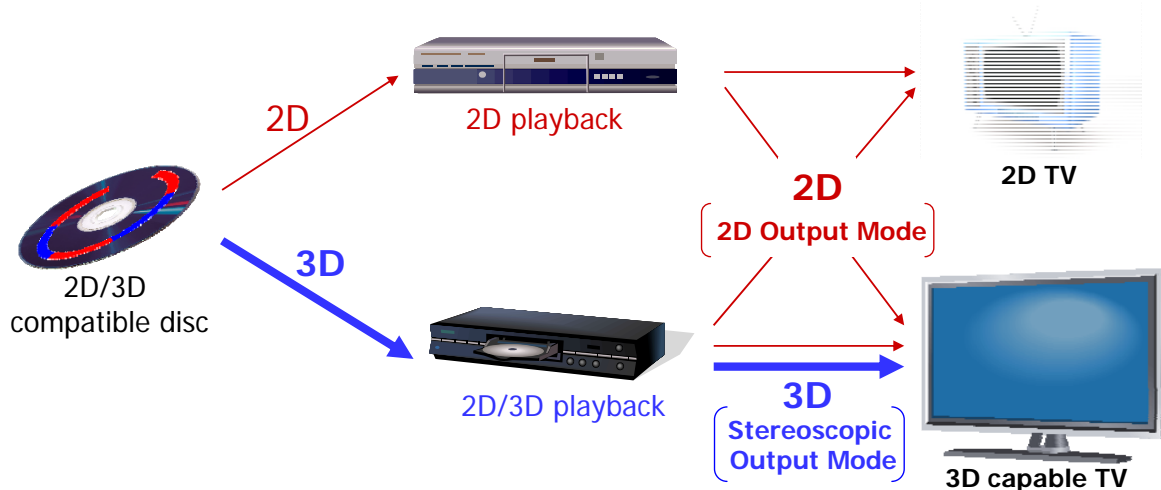 2D
2D playback
2D TV
2D
2D Output Mode
2D/3D
compatible disc
3D
2D/3D playback
3D
Stereoscopic
Output Mode
3D capable TV